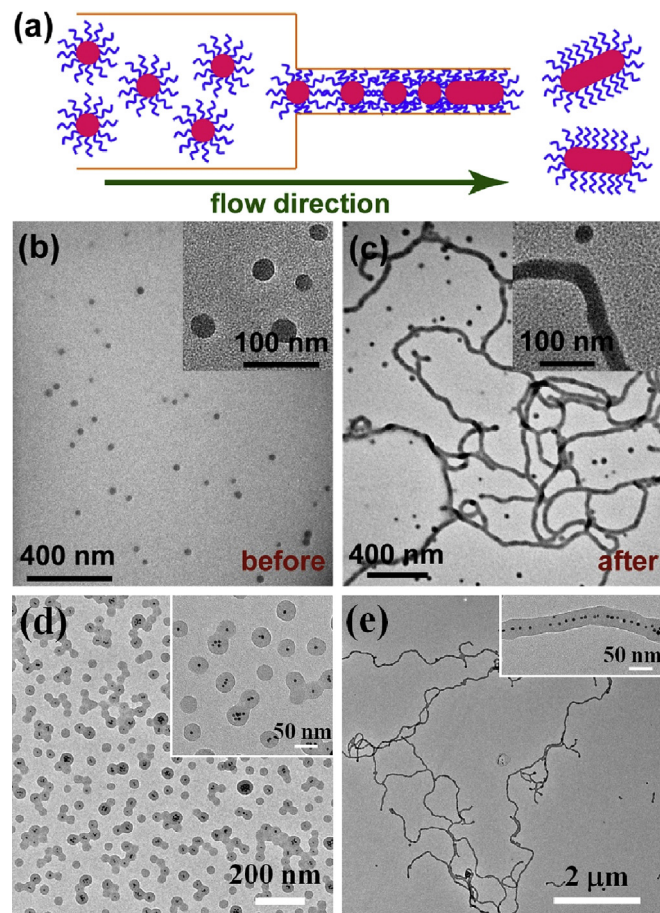 (a)
flow direction
(b)
100 nm
400 nm
before
(c)
100 nm
400 nm
after
(d)
50 nm
200 nm
(e)
50 nm
2 μm